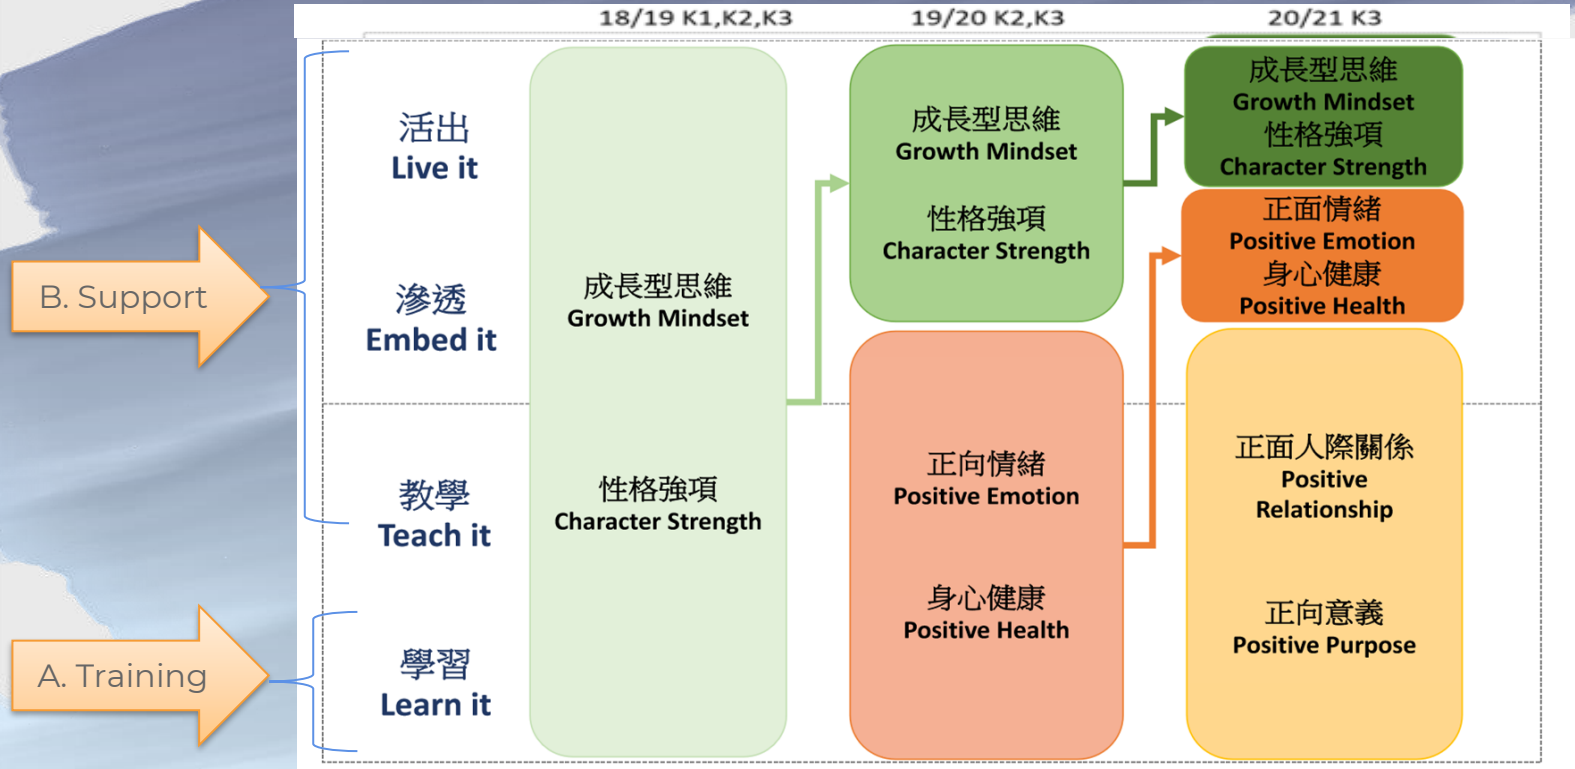 18/19 K1,K2,K3
19/20 K2,K3
20/21 K3
B. Support
A. Training
活出
Live it
滲透
Embed it
教學
Teach it
學習
Learn it
成長型思維
Growth Mindset
性格強項
Character Strength
成長型思維
Growth Mindset
性格強項
Character Strength
正向情緒
Positive Emotion
身心健康
Positive Health
成長型思維
Growth Mindset
性格強項
Character Strength
正面情緒
Positive Emotion
身心健康
Positive Health
正面人際關係
Positive
Relationship
正向意義
Positive Purpose